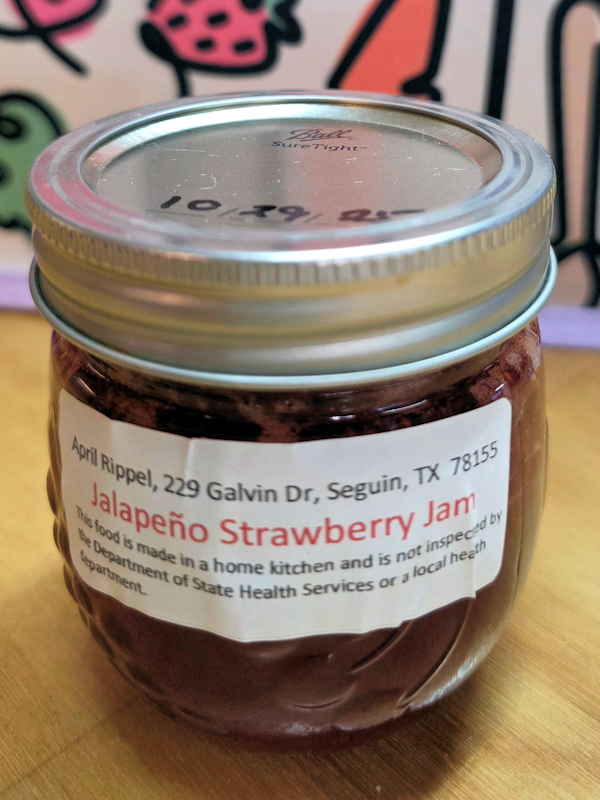 Ball
SureTight™
10/29/25
April Rippel, 229 Galvin Dr, Seguin, TX 78155
Jalapeño Strawberry Jam
This food is made in a home kitchen and is not inspected by
the Department of State Health Services or a local health
department.